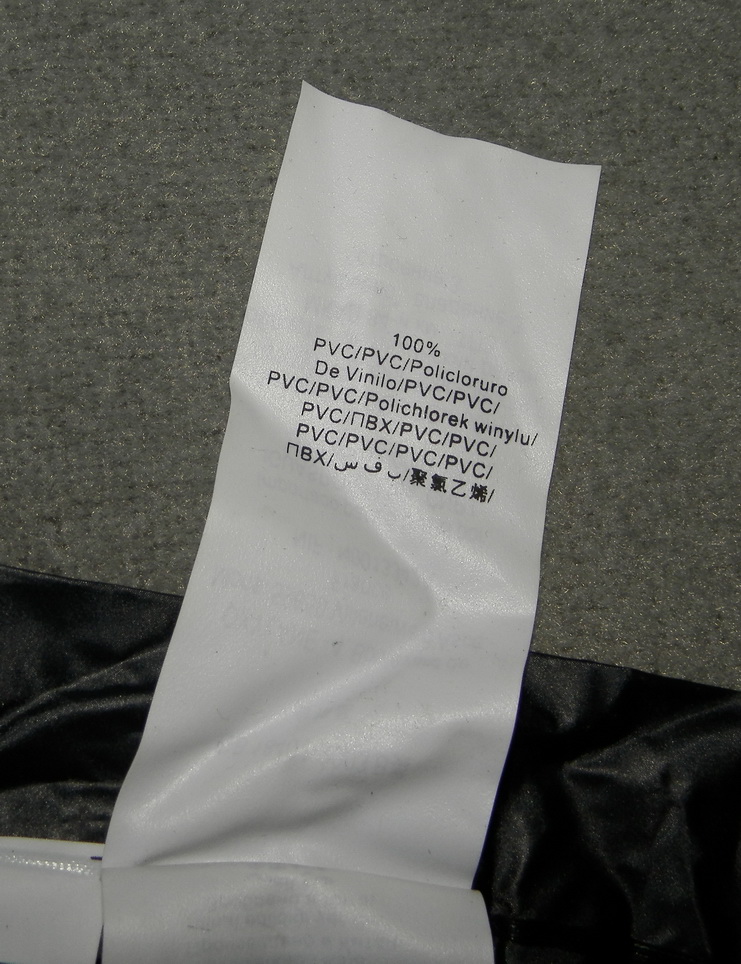 100%
PVC/PVC/Policloruro
De Vinilo/PVC/PVC/
PVC/PVC/Polichlorek winylu/
PVC/ПВХ/PVC/PVC/
PVC/PVC/PVC/PVC/
ПВХ/ب ف س/聚氯乙烯/